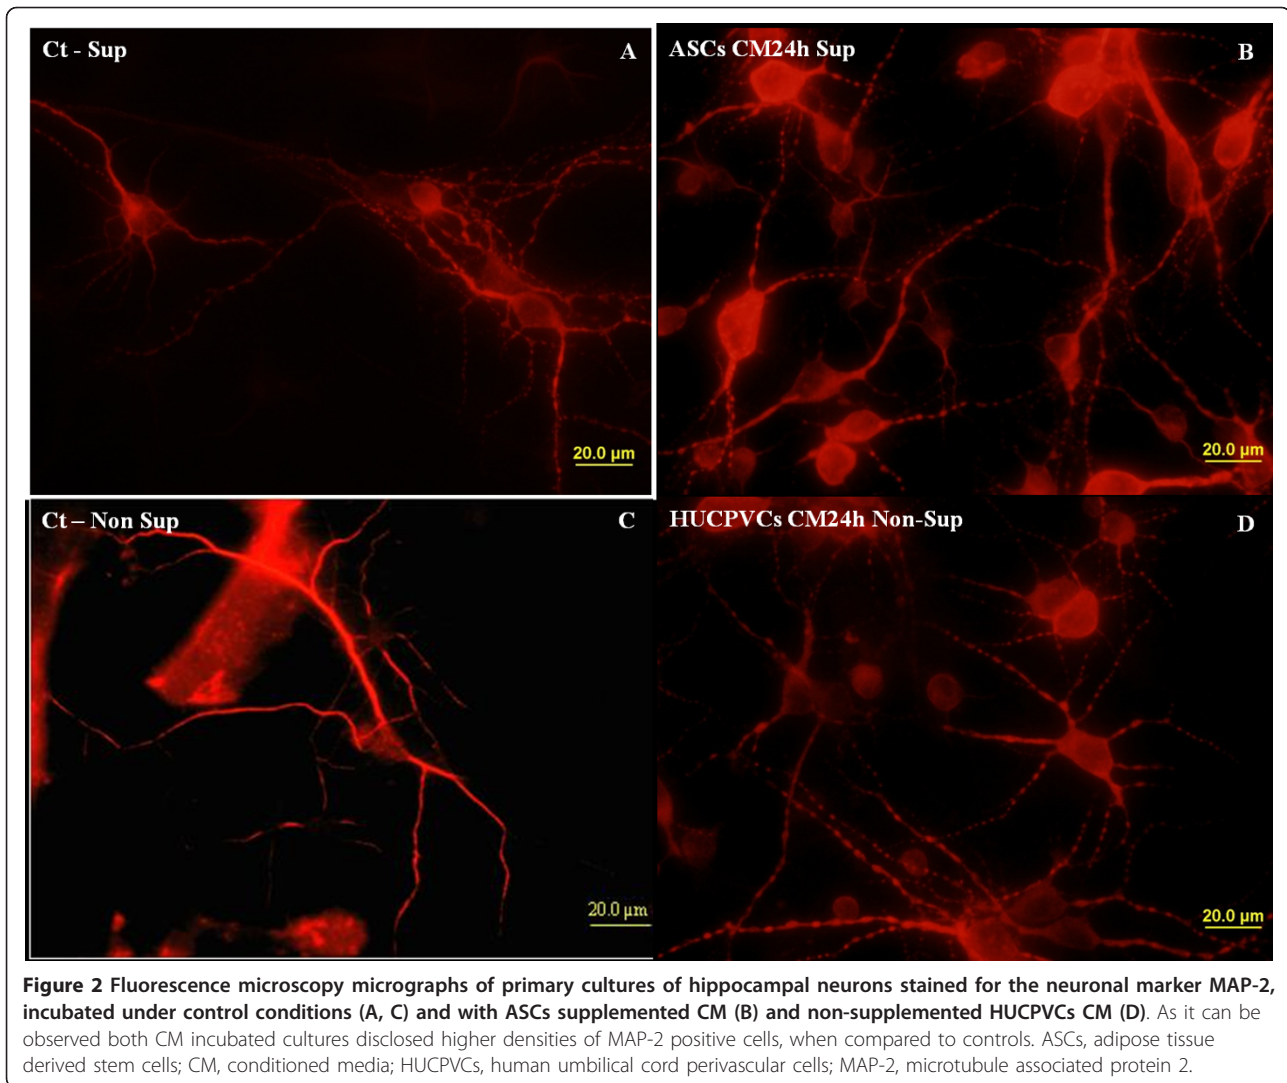 Ct - Sup
A
ASCs CM24h Sup
B
20.0 µm
20.0 µm
Ct – Non Sup
C
HUCPVCs CM24h Non-Sup
D
20.0 µm
20.0 µm
Figure 2 Fluorescence microscopy micrographs of primary cultures of hippocampal neurons stained for the neuronal marker MAP-2,
incubated under control conditions (A, C) and with ASCs supplemented CM (B) and non-supplemented HUCPVCs CM (D). As it can be
observed both CM incubated cultures disclosed higher densities of MAP-2 positive cells, when compared to controls. ASCs, adipose tissue
derived stem cells; CM, conditioned media; HUCPVCs, human umbilical cord perivascular cells; MAP-2, microtubule associated protein 2.